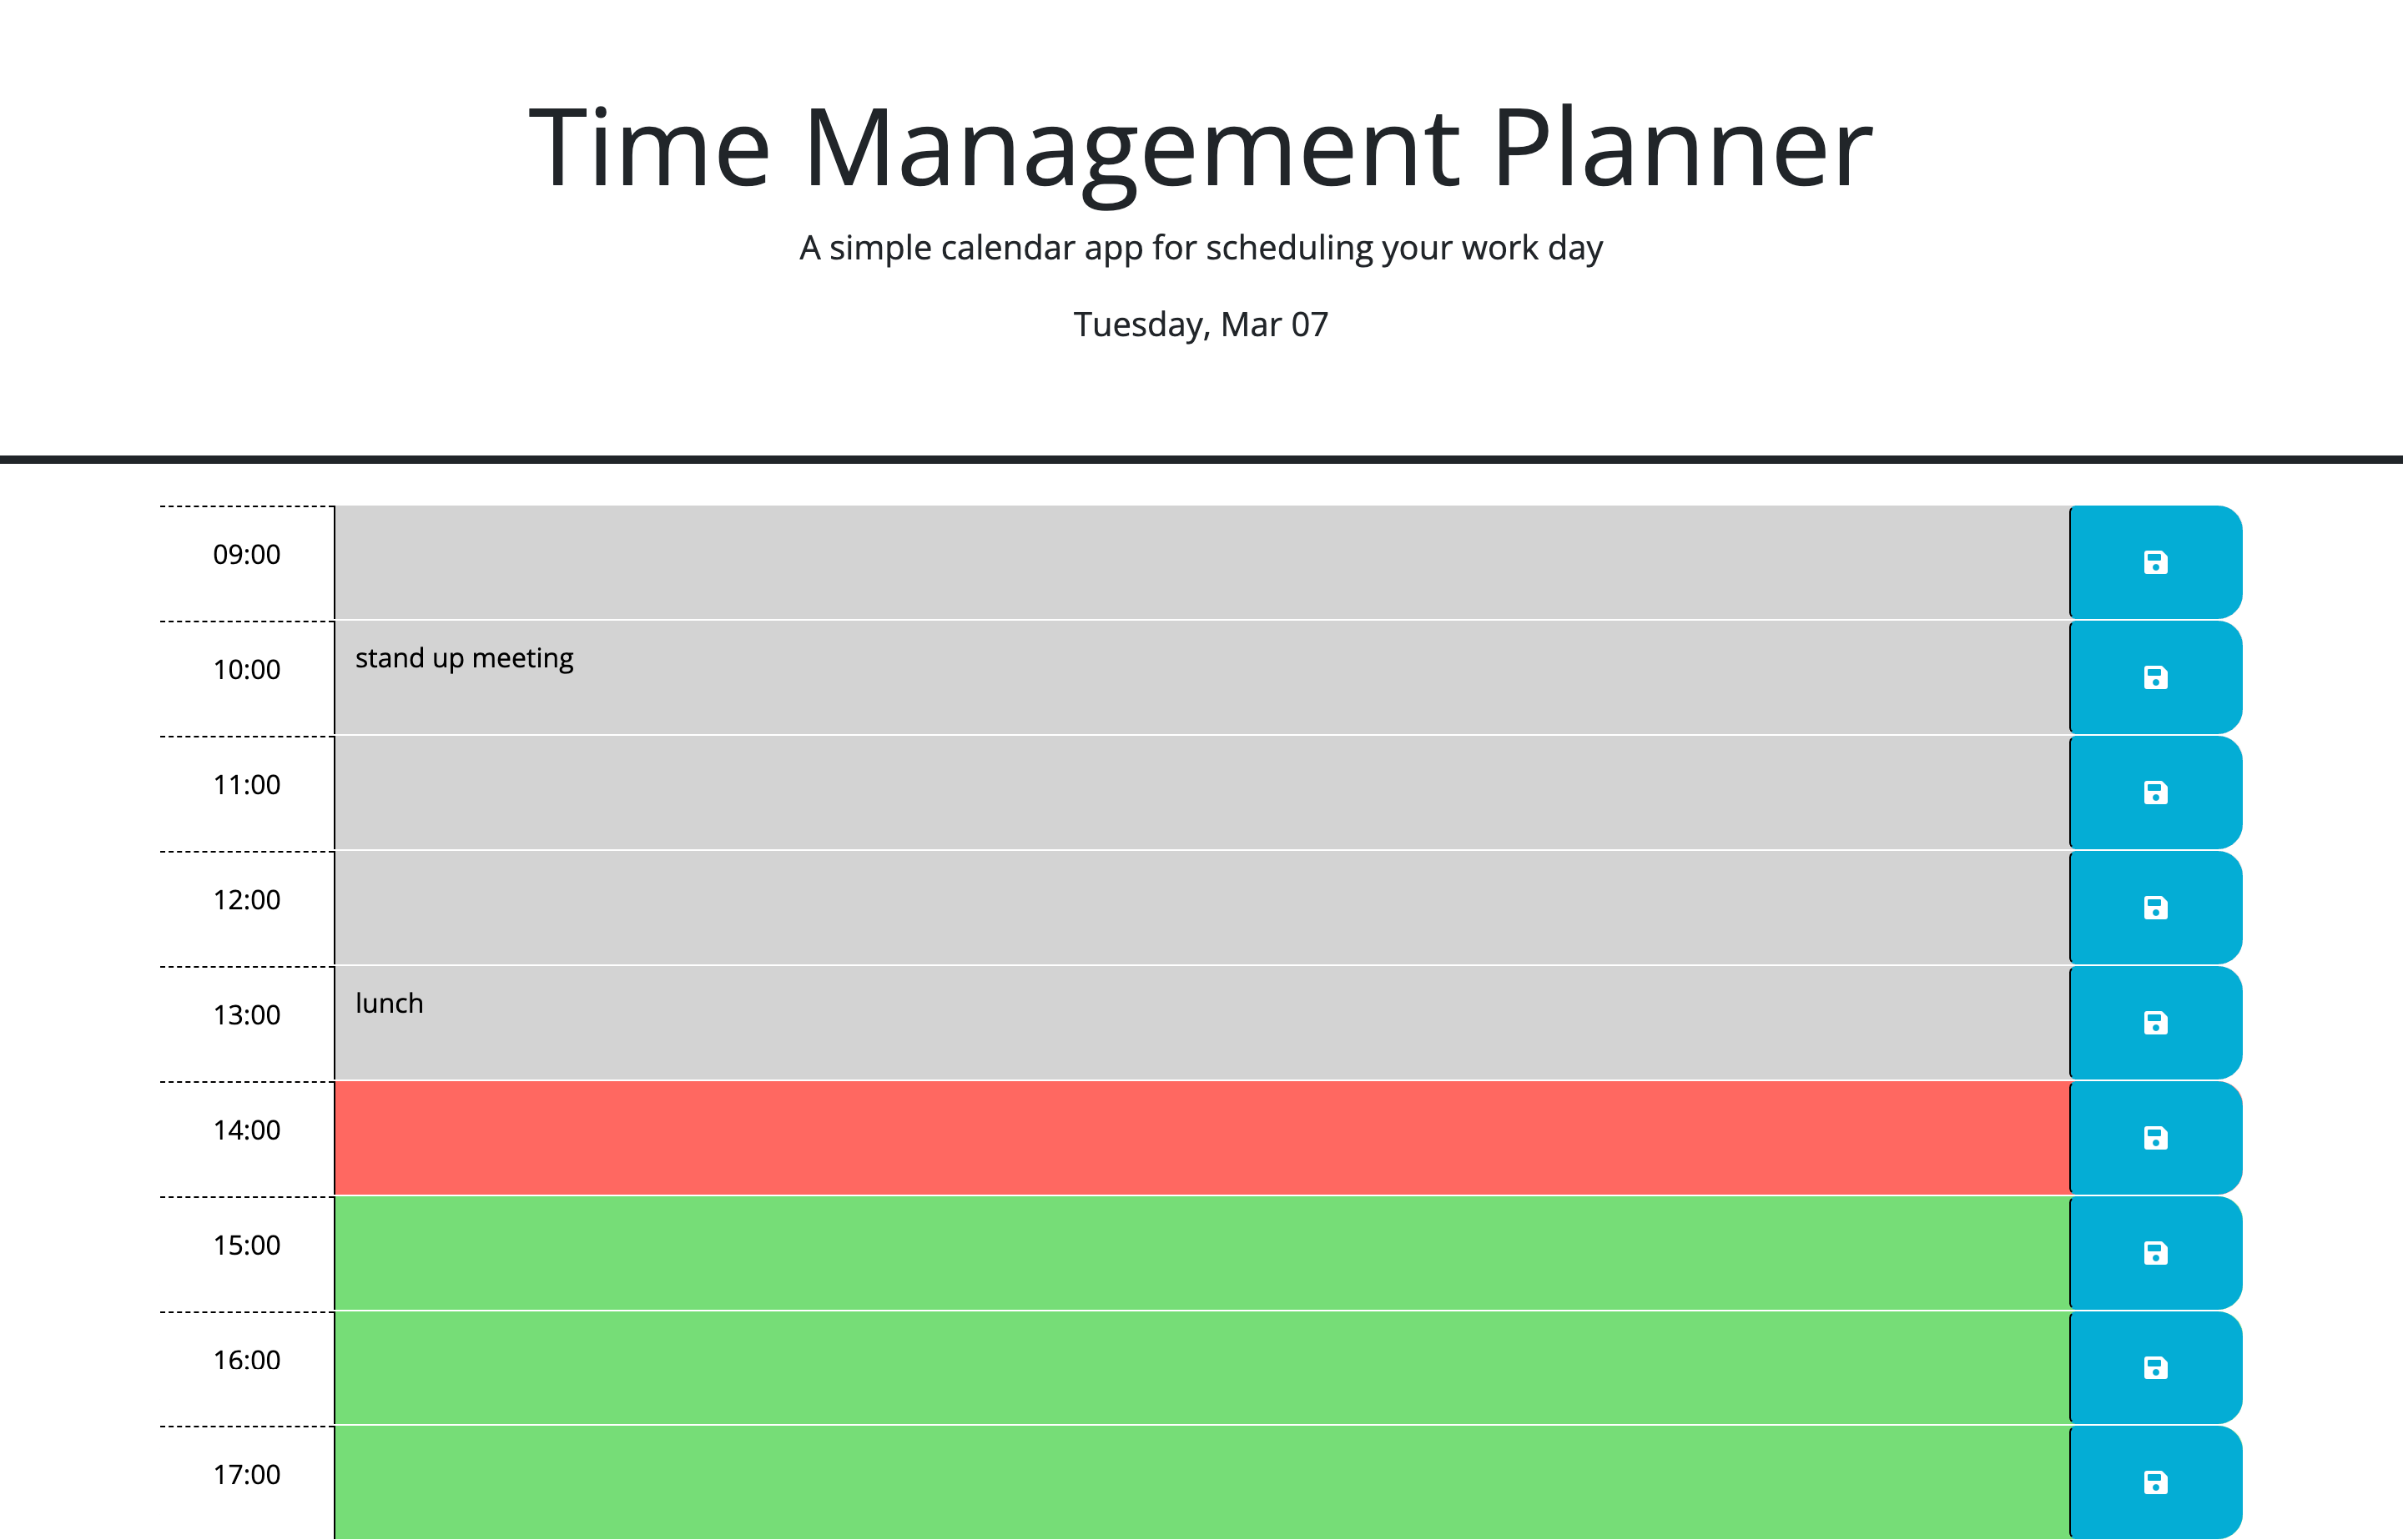 Time Management Planner
A simple calendar app for scheduling your work day
Tuesday, Mar 07
09:00
10:00 stand up meeting
11:00
12:00
13:00 lunch
14:00
15:00
16:00
17:00